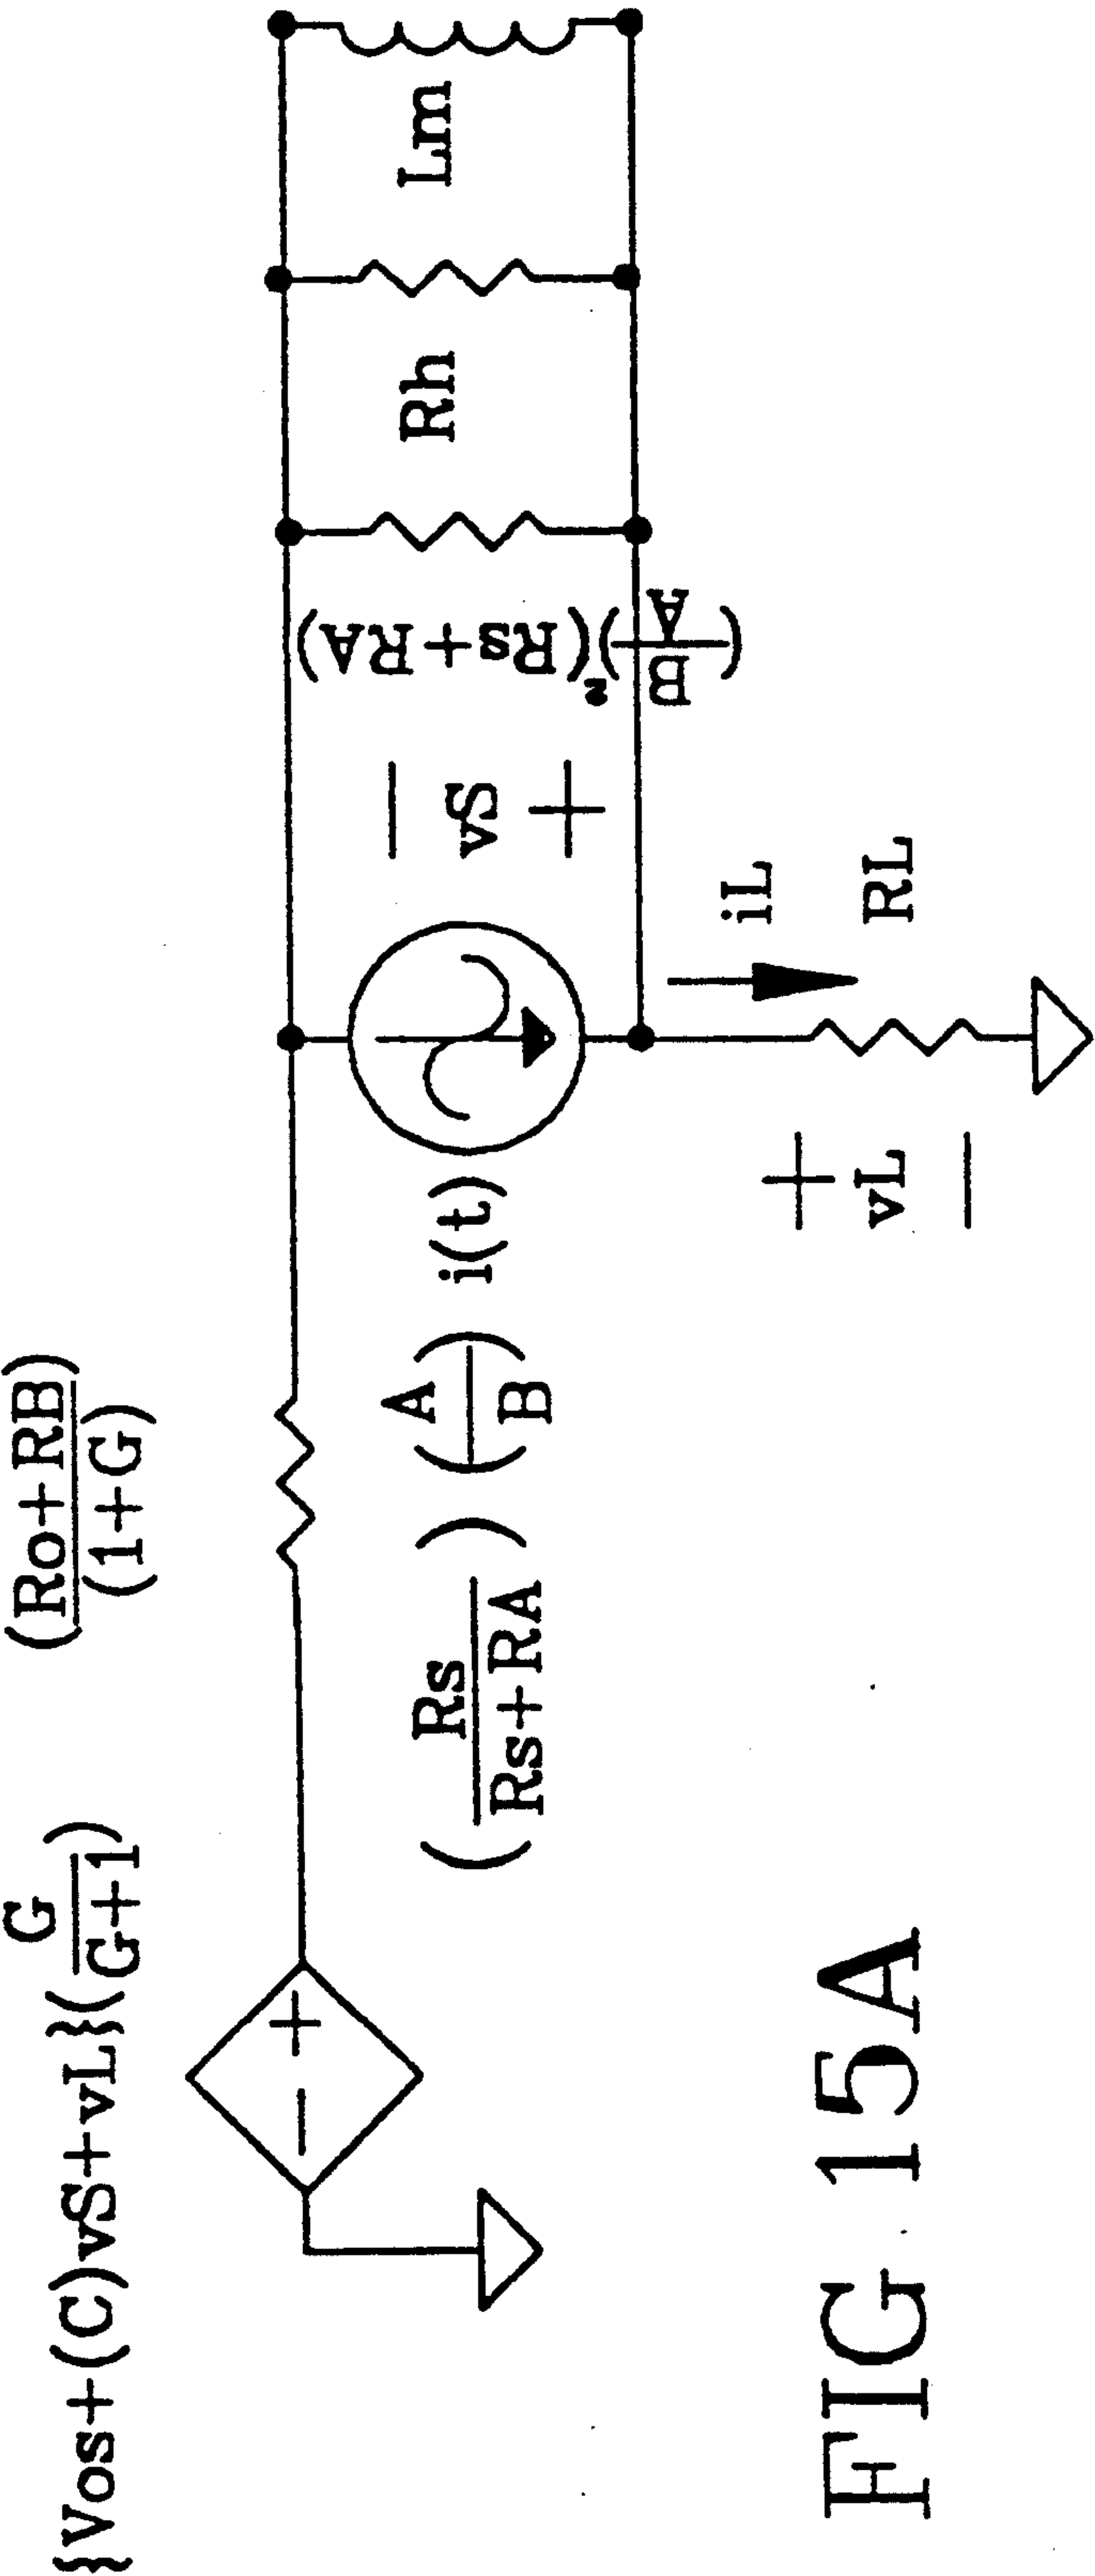 {Vos+(C)vS+vL}(G/G+1)
(Ro+RB)/(1+G)
(Rs/Rs+RA) (A/B) i(t)
− vS +
(B/A)²(Rs+RA)
Rh
Lm
+ vL −
iL
RL
FIG 15A